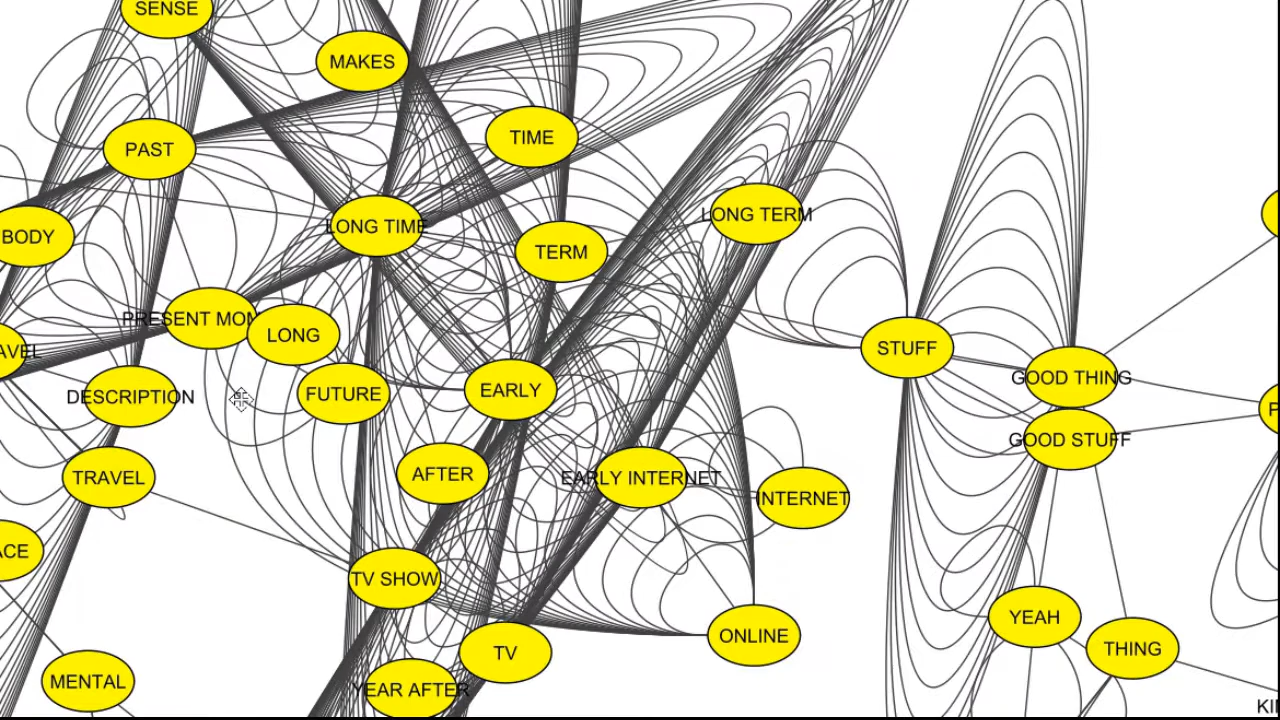 SENSE
MAKES
TIME
PAST
LONG TERM
LONG TIME
BODY
TERM
PRESENT MOM
LONG
STUFF
AVEL
GOOD THING
EARLY
FUTURE
DESCRIPTION
GOOD STUFF
AFTER
TRAVEL
EARLY INTERNET
INTERNET
ACE
TV SHOW
YEAH
ONLINE
THING
TV
MENTAL
YEAR AFTER